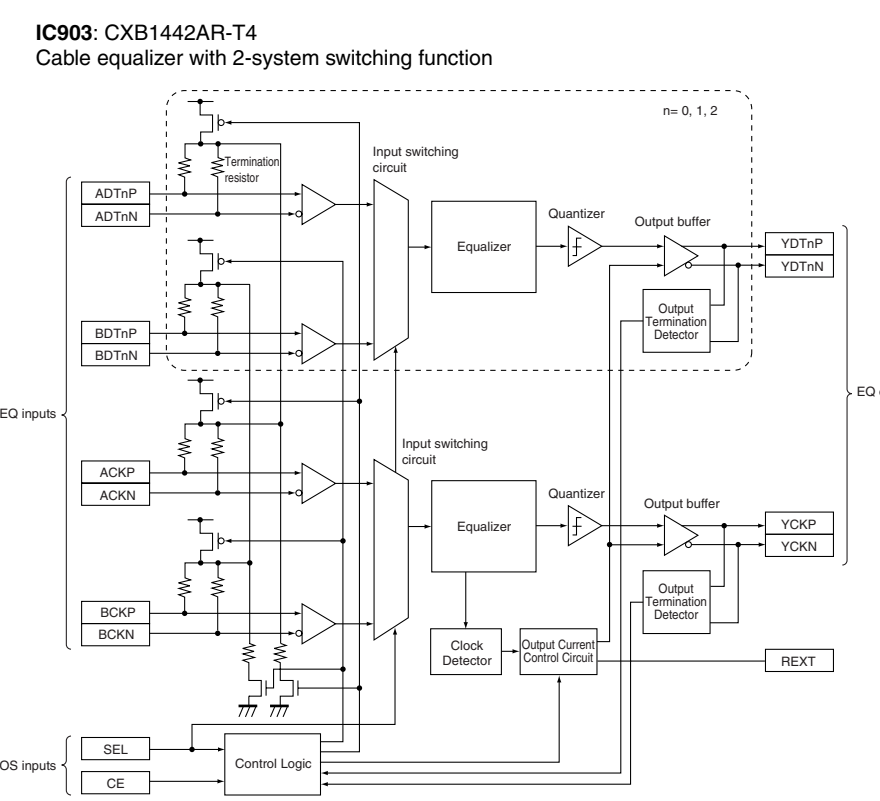 IC903: CXB1442AR-T4
Cable equalizer with 2-system switching function
n= 0, 1, 2
Input switching
circuit
Termination
resistor
ADTnP
ADTnN
Equalizer
Quantizer
Output buffer
YDTnP
YDTnN
Output
Termination
Detector
BDTnP
BDTnN
EQ inputs
EQ
Input switching
circuit
ACKP
ACKN
Equalizer
Quantizer
Output buffer
YCKP
YCKN
Output
Termination
Detector
BCKP
BCKN
Clock
Detector
Output Current
Control Circuit
REXT
OS inputs
SEL
CE
Control Logic